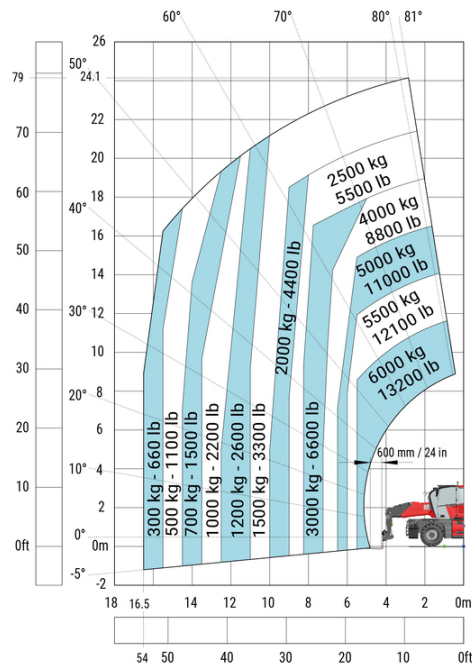 60°
70°
80°
81°
26
79
50°
24.1
22
70
20
2500 kg
5500 lb
60
18
4000 kg
8800 lb
40°
16
50
5000 kg
11000 lb
14
2000 kg - 4400 lb
40
30°
12
5500 kg
12100 lb
10
30
6000 kg
13200 lb
8
20°
20
6
600 mm / 24 in
10°
4
10
2
0°
0ft
0m
-5°
-2
300 kg - 660 lb
500 kg - 1100 lb
700 kg - 1500 lb
1000 kg - 2200 lb
1200 kg - 2600 lb
1500 kg - 3300 lb
3000 kg - 6600 lb
18 16.5 14 12 10 8 6 4 2 0m
54 50 40 30 20 10 0ft